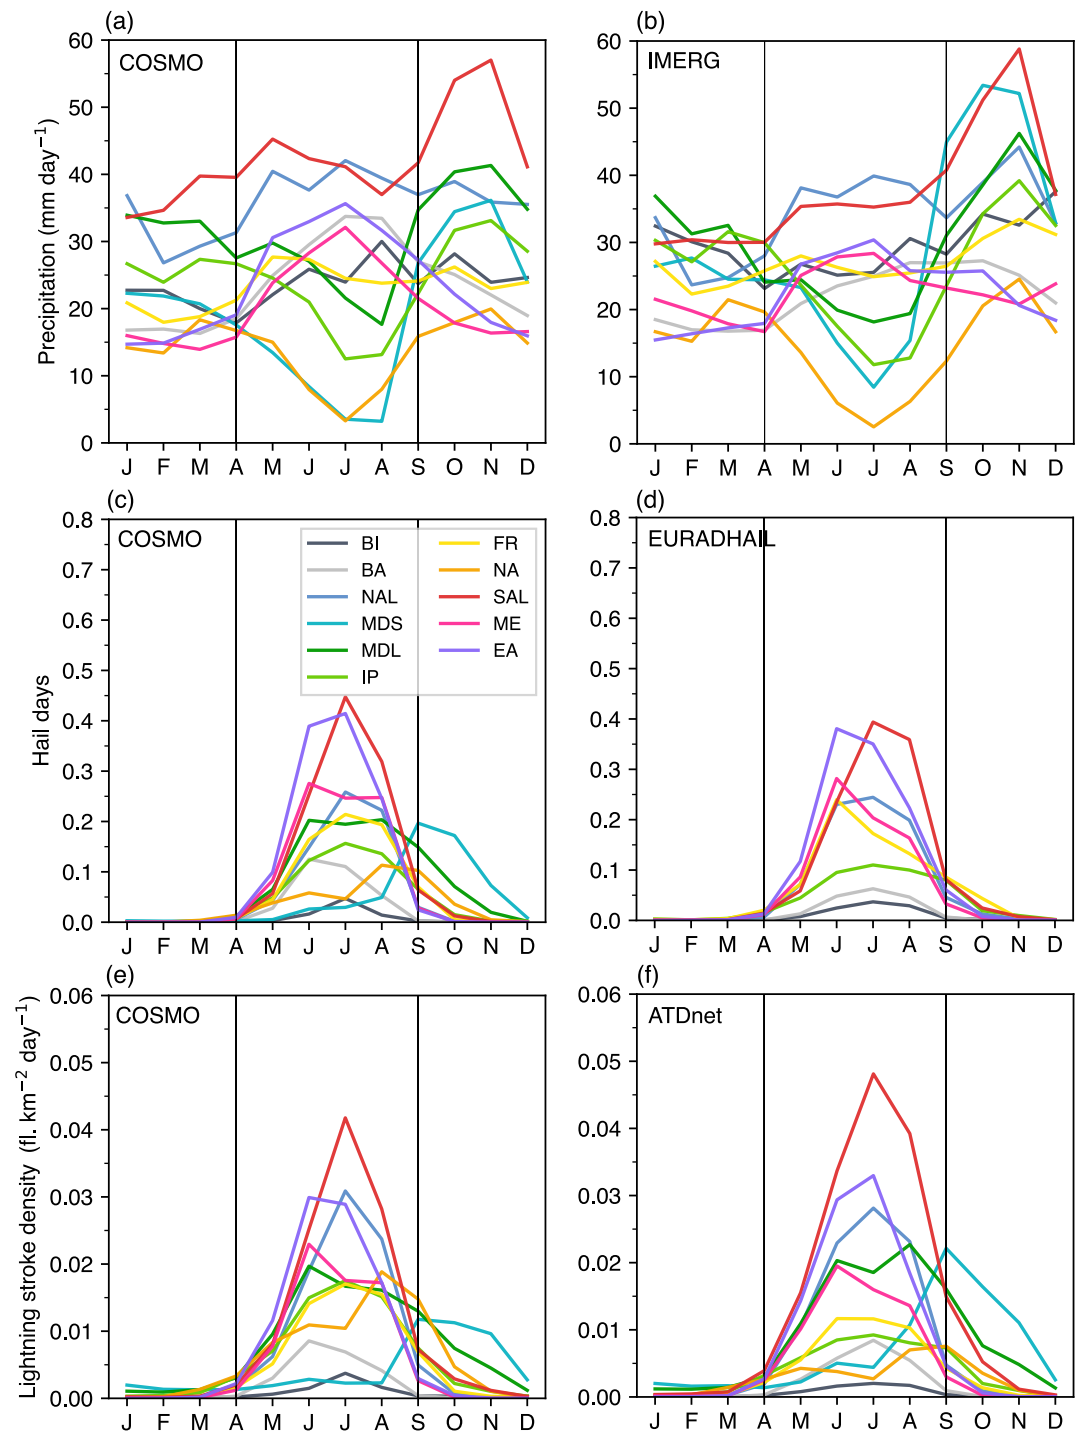 (a)
(b)
COSMO
IMERG
Precipitation (mm day⁻¹)
60
50
40
30
20
10
0
60
50
40
30
20
10
0
J F M A M J J A S O N D
J F M A M J J A S O N D
(c)
(d)
COSMO
EURADHAIL
Hail days
0.8
0.7
0.6
0.5
0.4
0.3
0.2
0.1
0.0
BI
BA
NAL
MDS
MDL
IP
FR
NA
SAL
ME
EA
0.8
0.7
0.6
0.5
0.4
0.3
0.2
0.1
0.0
J F M A M J J A S O N D
J F M A M J J A S O N D
(e)
(f)
COSMO
ATDnet
Lightning stroke density (fl. km⁻² day⁻¹)
0.06
0.05
0.04
0.03
0.02
0.01
0.00
0.06
0.05
0.04
0.03
0.02
0.01
0.00
J F M A M J J A S O N D
J F M A M J J A S O N D